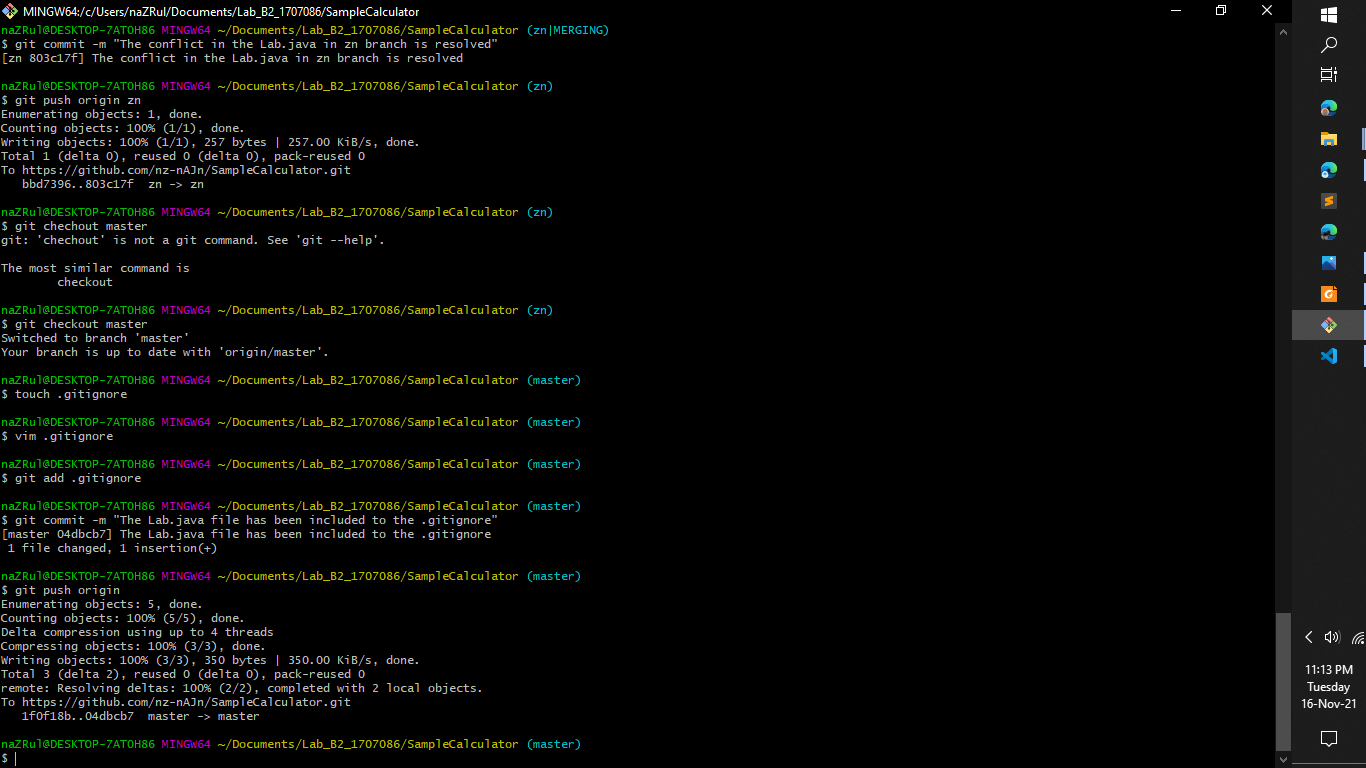 MINGW64:/c/Users/naZRul/Documents/Lab_B2_1707086/SampleCalculator
naZRul@DESKTOP-7ATOH86 MINGW64 ~/Documents/Lab_B2_1707086/SampleCalculator (zn|MERGING)
$ git commit -m "The conflict in the Lab.java in zn branch is resolved"
[zn 803c17f] The conflict in the Lab.java in zn branch is resolved
naZRul@DESKTOP-7ATOH86 MINGW64 ~/Documents/Lab_B2_1707086/SampleCalculator (zn)
$ git push origin zn
Enumerating objects: 1, done.
Counting objects: 100% (1/1), done.
Writing objects: 100% (1/1), 257 bytes | 257.00 KiB/s, done.
Total 1 (delta 0), reused 0 (delta 0), pack-reused 0
To https://github.com/nz-nAJn/SampleCalculator.git
   bbd7396..803c17f  zn -> zn
naZRul@DESKTOP-7ATOH86 MINGW64 ~/Documents/Lab_B2_1707086/SampleCalculator (zn)
$ git chechout master
git: 'chechout' is not a git command. See 'git --help'.
The most similar command is
        checkout
naZRul@DESKTOP-7ATOH86 MINGW64 ~/Documents/Lab_B2_1707086/SampleCalculator (zn)
$ git checkout master
Switched to branch 'master'
Your branch is up to date with 'origin/master'.
naZRul@DESKTOP-7ATOH86 MINGW64 ~/Documents/Lab_B2_1707086/SampleCalculator (master)
$ touch .gitignore
naZRul@DESKTOP-7ATOH86 MINGW64 ~/Documents/Lab_B2_1707086/SampleCalculator (master)
$ vim .gitignore
naZRul@DESKTOP-7ATOH86 MINGW64 ~/Documents/Lab_B2_1707086/SampleCalculator (master)
$ git add .gitignore
naZRul@DESKTOP-7ATOH86 MINGW64 ~/Documents/Lab_B2_1707086/SampleCalculator (master)
$ git commit -m "The Lab.java file has been included to the .gitignore"
[master 04dbcb7] The Lab.java file has been included to the .gitignore
 1 file changed, 1 insertion(+)
naZRul@DESKTOP-7ATOH86 MINGW64 ~/Documents/Lab_B2_1707086/SampleCalculator (master)
$ git push origin
Enumerating objects: 5, done.
Counting objects: 100% (5/5), done.
Delta compression using up to 4 threads
Compressing objects: 100% (3/3), done.
Writing objects: 100% (3/3), 350 bytes | 350.00 KiB/s, done.
Total 3 (delta 2), reused 0 (delta 0), pack-reused 0
remote: Resolving deltas: 100% (2/2), completed with 2 local objects.
To https://github.com/nz-nAJn/SampleCalculator.git
   1f0f18b..04dbcb7  master -> master
naZRul@DESKTOP-7ATOH86 MINGW64 ~/Documents/Lab_B2_1707086/SampleCalculator (master)
$
11:13 PM
Tuesday
16-Nov-21